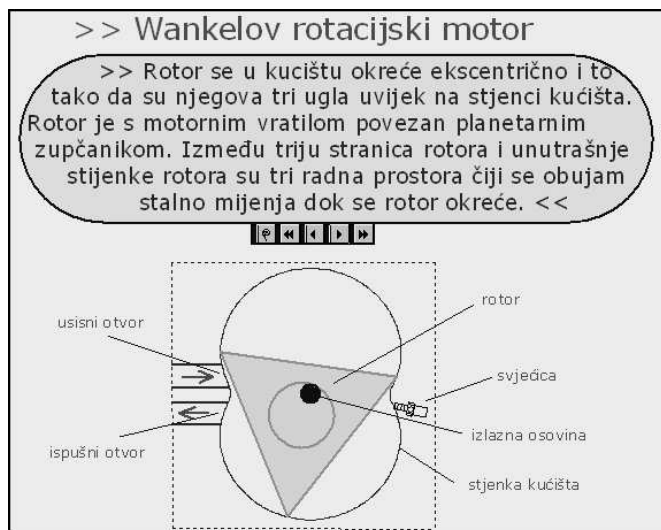 >> Wankelov rotacijski motor
>> Rotor se u kucištu okreće ekscentrično i to
tako da su njegova tri ugla uvijek na stjenci kućišta.
Rotor je s motornim vratilom povezan planetarnim
zupčanikom. Između triju stranica rotora i unutrašnje
stijenke rotora su tri radna prostora čiji se obujam
stalno mijenja dok se rotor okreće. <<
rotor
usisni otvor
svjećica
izlazna osovina
ispušni otvor
stjenka kućišta